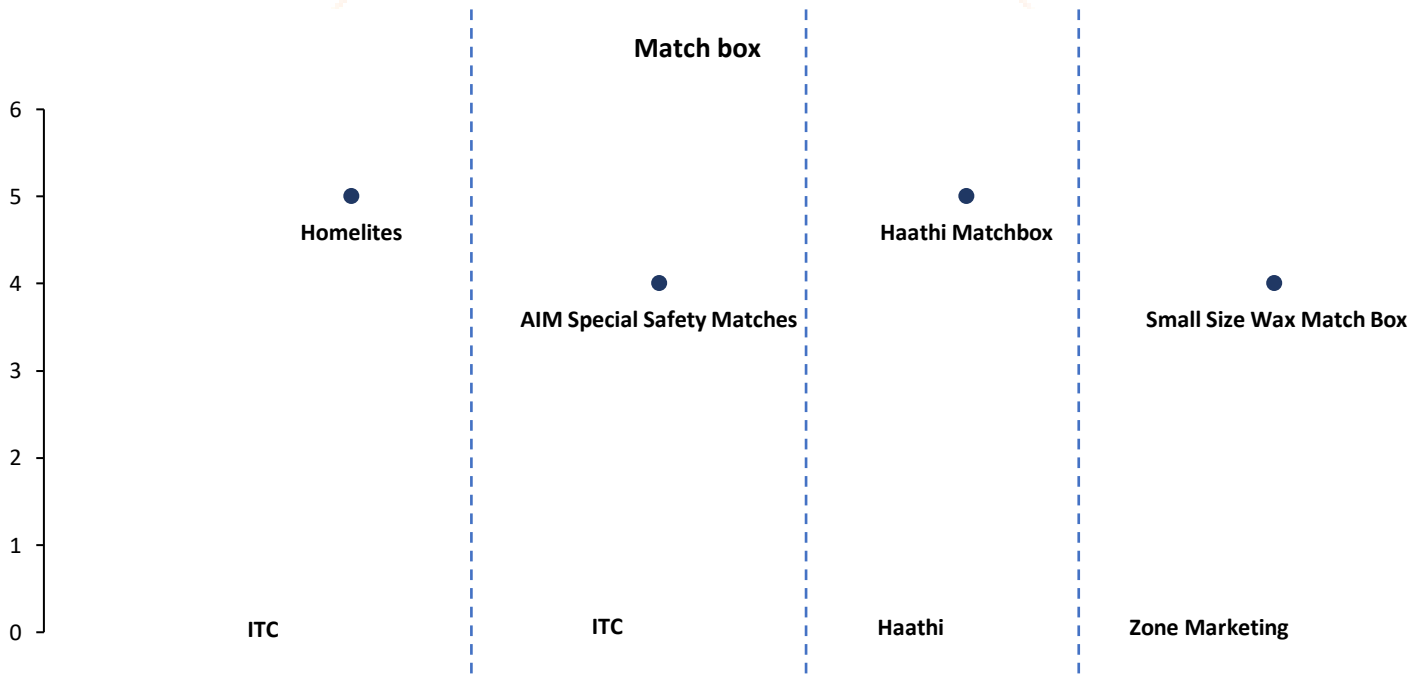 Match box
6
5
Homelites
Haathi Matchbox
4
AIM Special Safety Matches
Small Size Wax Match Box
3
2
1
0
ITC
ITC
Haathi
Zone Marketing